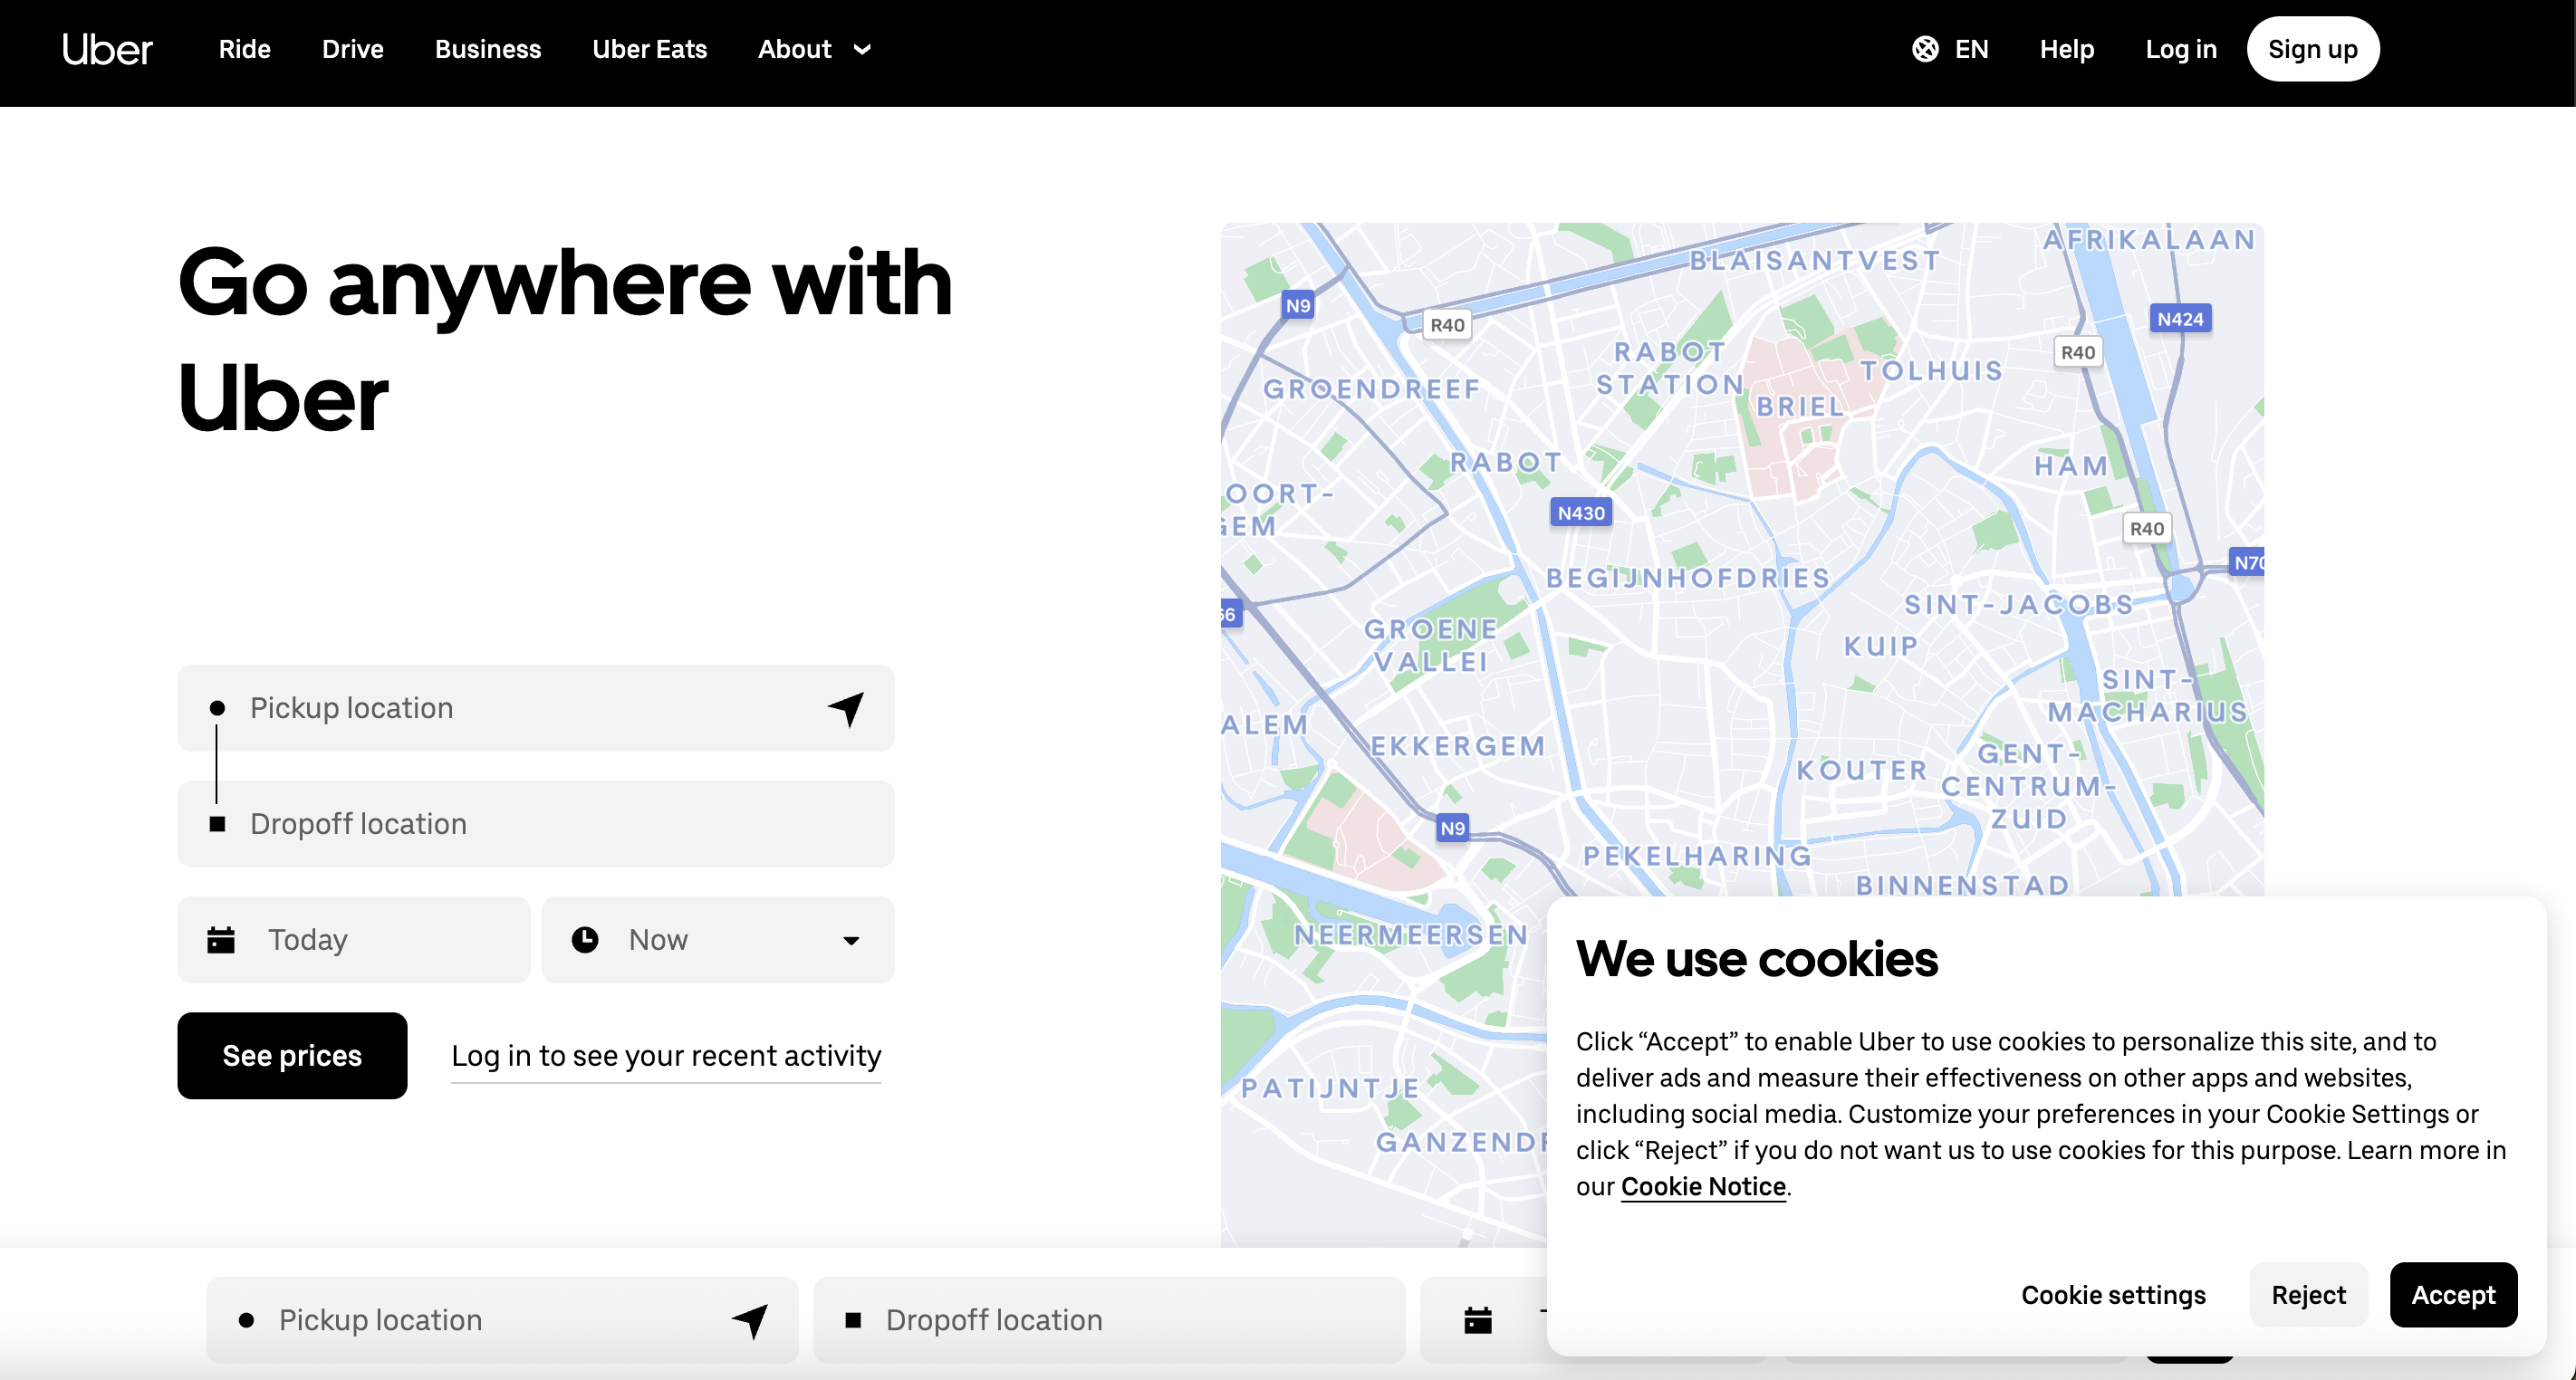 Uber
Ride
Drive
Business
Uber Eats
About
EN
Help
Log in
Sign up
Go anywhere with
Uber
Pickup location
Dropoff location
Today
Now
See prices
Log in to see your recent activity
AFRIKALAAN
BLAISANTVEST
N9
R40
N424
R40
RABOT
STATION
TOLHUIS
GROENDREEF
BRIEL
RABOT
HAM
OORT-
GEM
N430
R40
N70
BEGIJNHOFDRIES
SINT-JACOBS
66
GROENE
VALLEI
KUIP
SINT-
MACHARIUS
ALEM
EKKERGEM
GENT-
CENTRUM-
ZUID
KOUTER
N9
PEKELHARING
BINNENSTAD
NEERMEERSEN
PATIJNTJE
GANZENDR
We use cookies
Click “Accept” to enable Uber to use cookies to personalize this site, and to
deliver ads and measure their effectiveness on other apps and websites,
including social media. Customize your preferences in your Cookie Settings or
click “Reject” if you do not want us to use cookies for this purpose. Learn more in
our Cookie Notice.
Cookie settings
Reject
Accept
Pickup location
Dropoff location